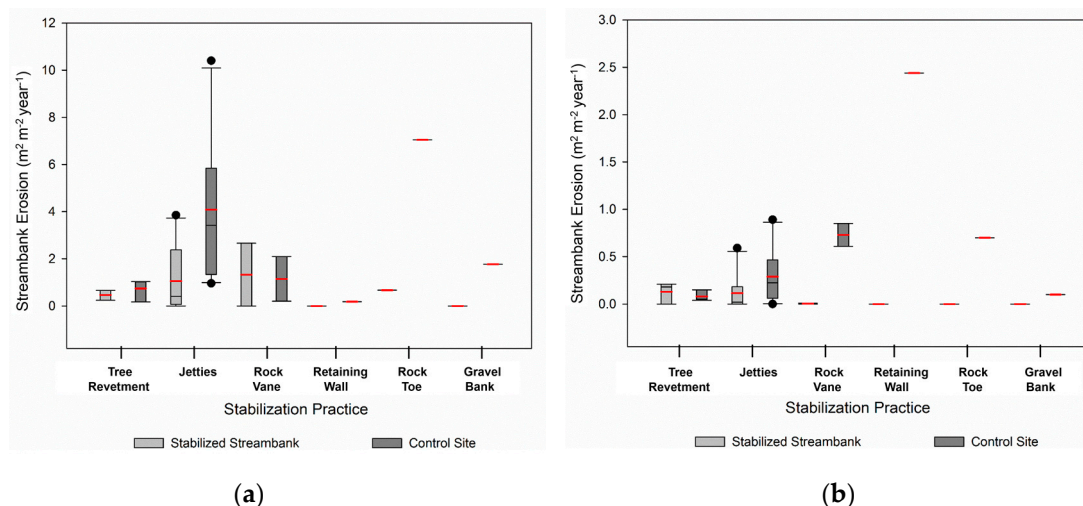 12
10
8
6
4
2
0
Streambank Erosion (m² m⁻² year⁻¹)
Tree Revetment
Jetties
Rock Vane
Retaining Wall
Rock Toe
Gravel Bank
Stabilization Practice
Stabilized Streambank
Control Site
(a)
3.0
2.5
2.0
1.5
1.0
0.5
0.0
Streambank Erosion (m² m⁻² year⁻¹)
Tree Revetment
Jetties
Rock Vane
Retaining Wall
Rock Toe
Gravel Bank
Stabilization Practice
Stabilized Streambank
Control Site
(b)